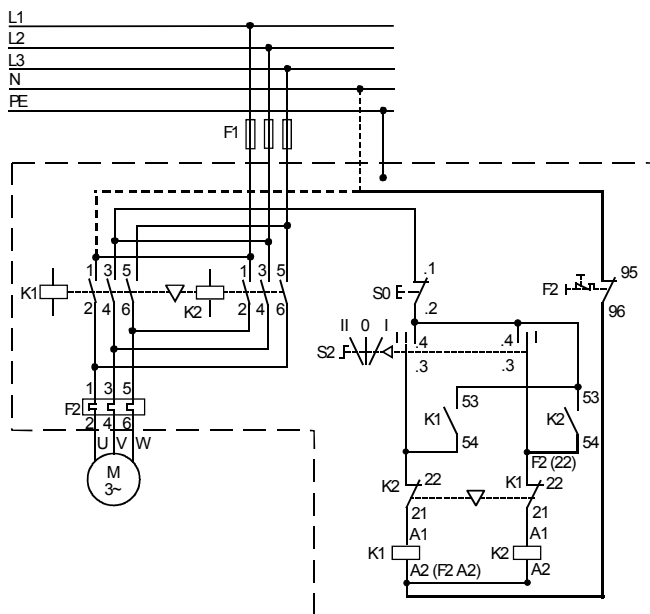 L1
L2
L3
N
PE
F1
1 3 5
K1
2 4 6
1 3 5
K2
2 4 6
1 3 5
F2
2 4 6
U V W
M
3~
.1
S0
.2
95
F2
96
II 0 I
S2
II
.4
.3
.4 I
.3
53
K1
54
53
K2
54
F2 (22)
K2 22
21
K1 22
21
A1
K1
A2 (F2 A2)
A1
K2
A2